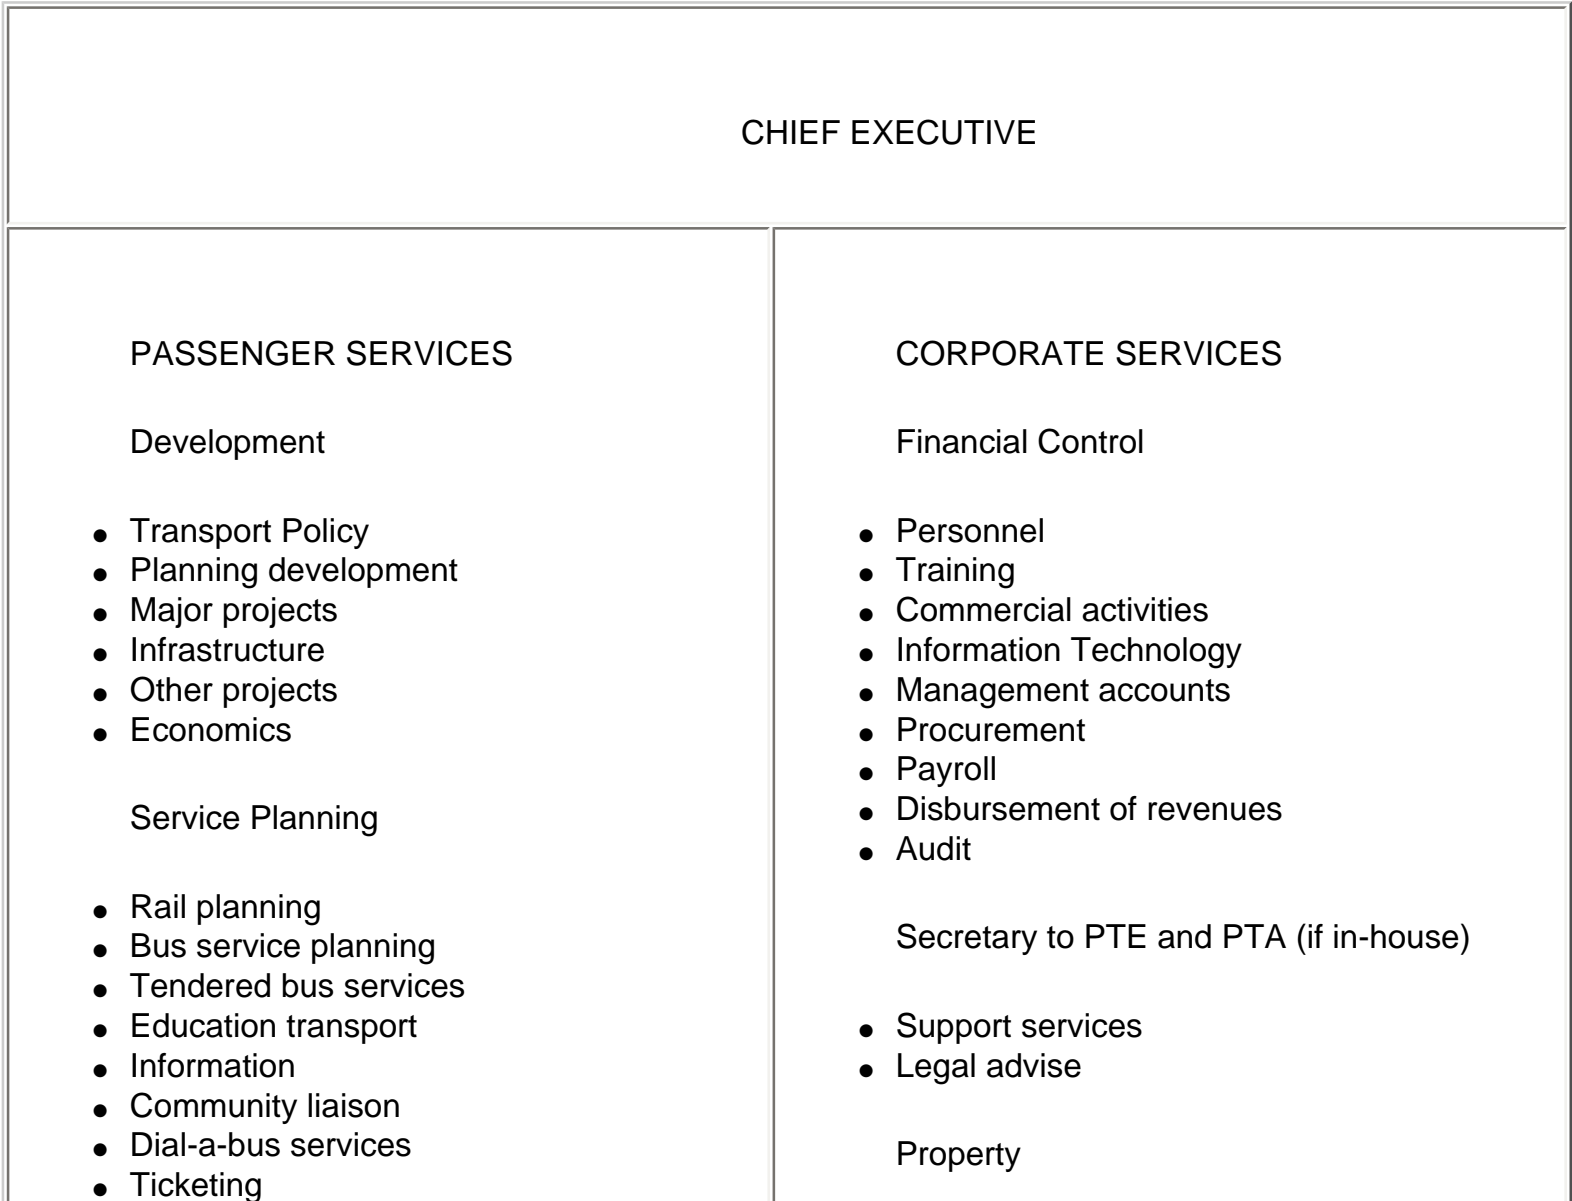 CHIEF EXECUTIVE
PASSENGER SERVICES
Development
● Transport Policy
● Planning development
● Major projects
● Infrastructure
● Other projects
● Economics
Service Planning
● Rail planning
● Bus service planning
● Tendered bus services
● Education transport
● Information
● Community liaison
● Dial-a-bus services
● Ticketing
CORPORATE SERVICES
Financial Control
● Personnel
● Training
● Commercial activities
● Information Technology
● Management accounts
● Procurement
● Payroll
● Disbursement of revenues
● Audit
Secretary to PTE and PTA (if in-house)
● Support services
● Legal advise
Property